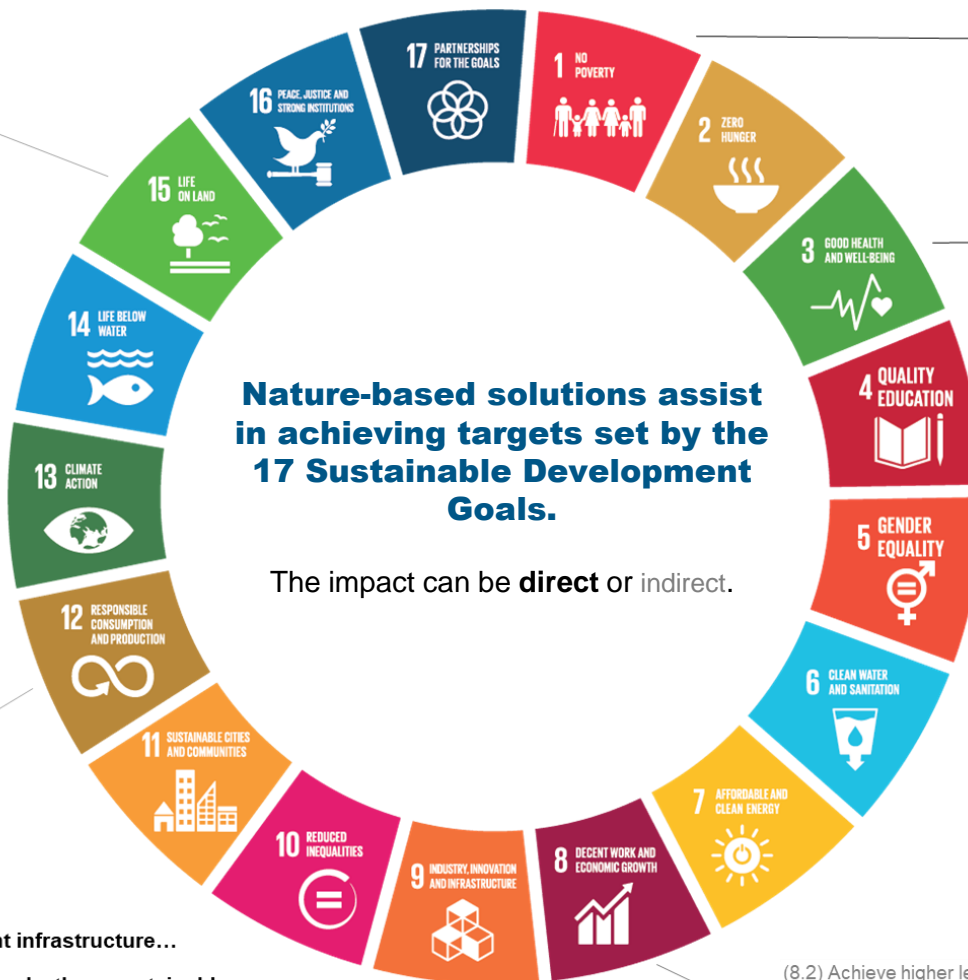 17 PARTNERSHIPS
FOR THE GOALS
1 NO
POVERTY
2 ZERO
HUNGER
3 GOOD HEALTH
AND WELL-BEING
4 QUALITY
EDUCATION
5 GENDER
EQUALITY
6 CLEAN WATER
AND SANITATION
7 AFFORDABLE AND
CLEAN ENERGY
8 DECENT WORK AND
ECONOMIC GROWTH
9 INDUSTRY, INNOVATION
AND INFRASTRUCTURE
10 REDUCED
INEQUALITIES
11 SUSTAINABLE CITIES
AND COMMUNITIES
12 RESPONSIBLE
CONSUMPTION
AND PRODUCTION
13 CLIMATE
ACTION
14 LIFE BELOW
WATER
15 LIFE
ON LAND
16 PEACE, JUSTICE AND
STRONG INSTITUTIONS
Nature-based solutions assist
in achieving targets set by the
17 Sustainable Development
Goals.
The impact can be direct or indirect.
infrastructure…
(8.2) Achieve higher